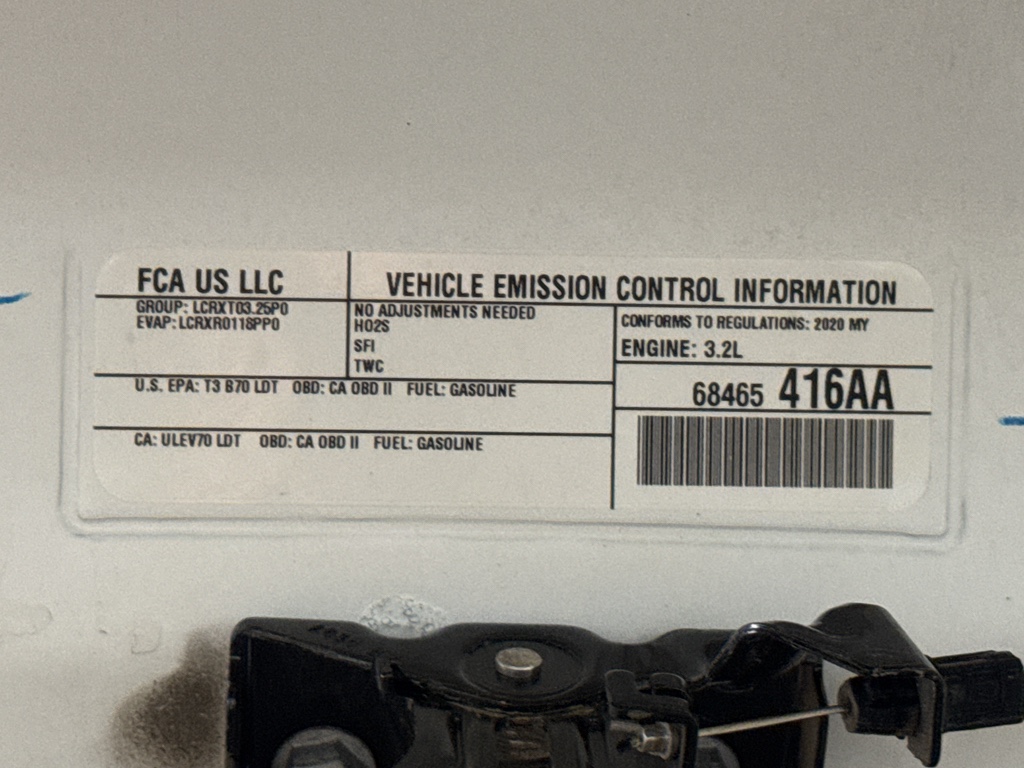 FCA US LLC
VEHICLE EMISSION CONTROL INFORMATION
GROUP: LCRXT03.25P0
EVAP: LCRXR0118PP0
NO ADJUSTMENTS NEEDED
HO2S
SFI
TWC
CONFORMS TO REGULATIONS: 2020 MY
ENGINE: 3.2L
68465 416AA
U.S. EPA: T3 B70 LDT OBD: CA OBD II FUEL: GASOLINE
CA: ULEV70 LDT OBD: CA OBD II FUEL: GASOLINE